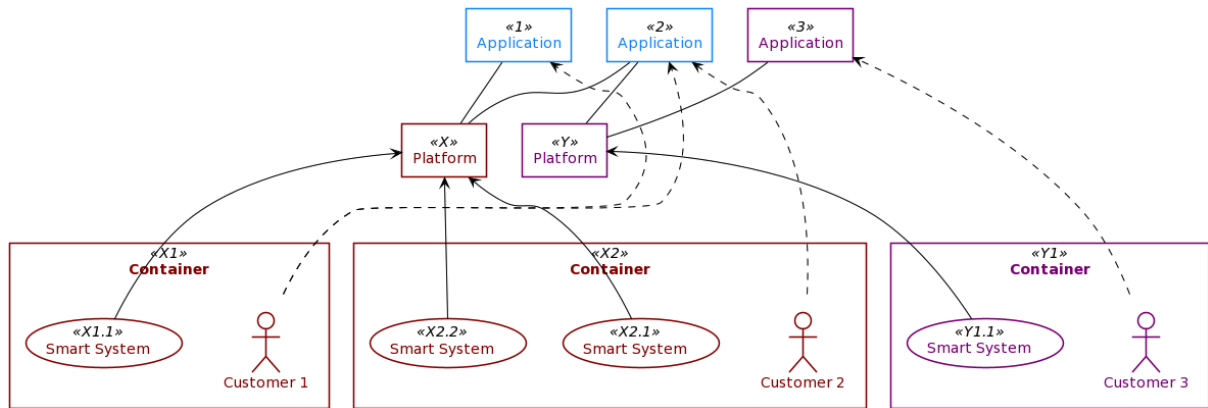 «1»
Application
«2»
Application
«3»
Application
«X»
Platform
«Y»
Platform
«X1»
Container
«X2»
Container
«Y1»
Container
«X1.1»
Smart System
Customer 1
«X2.2»
Smart System
«X2.1»
Smart System
Customer 2
«Y1.1»
Smart System
Customer 3